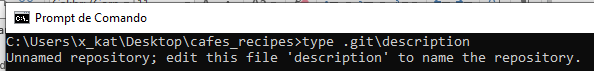 Prompt de Comando
C:\Users\x_kat\Desktop\cafes_recipes>type .git\description
Unnamed repository; edit this file 'description' to name the repository.